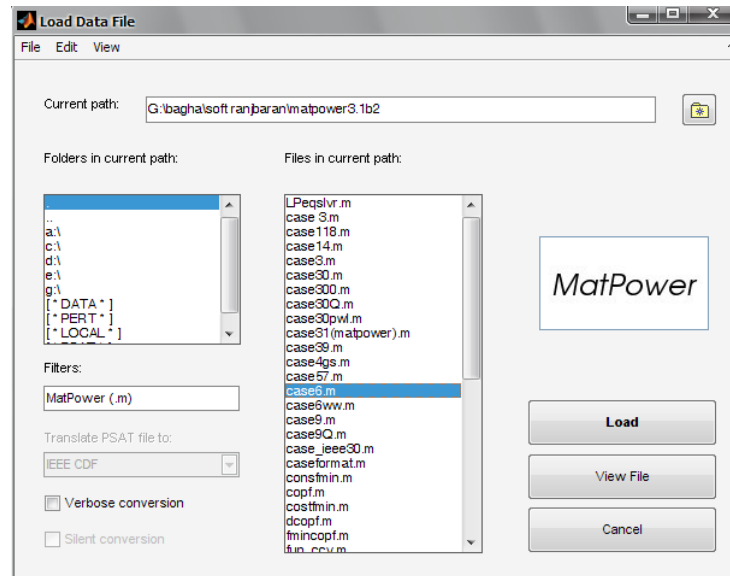 Load Data File
File Edit View
Current path:
G:\bagha\soft ranjbaran\matpower3.1b2
Folders in current path:
.
..
a:\
c:\
d:\
e:\
g:\
[ * DATA * ]
[ * PERT * ]
[ * LOCAL * ]
Filters:
MatPower (.m)
Translate PSAT file to:
IEEE CDF
Verbose conversion
Silent conversion
Files in current path:
LPeqslvr.m
case 3.m
case118.m
case14.m
case3.m
case30.m
case300.m
case30Q.m
case30pwl.m
case31(matpower).m
case39.m
case4gs.m
case57.m
case6.m
case6ww.m
case9.m
case9Q.m
case_ieee30.m
caseformat.m
consfmin.m
copf.m
costfmin.m
dcopf.m
fmincopf.m
fun_ccv.m
MatPower
Load
View File
Cancel